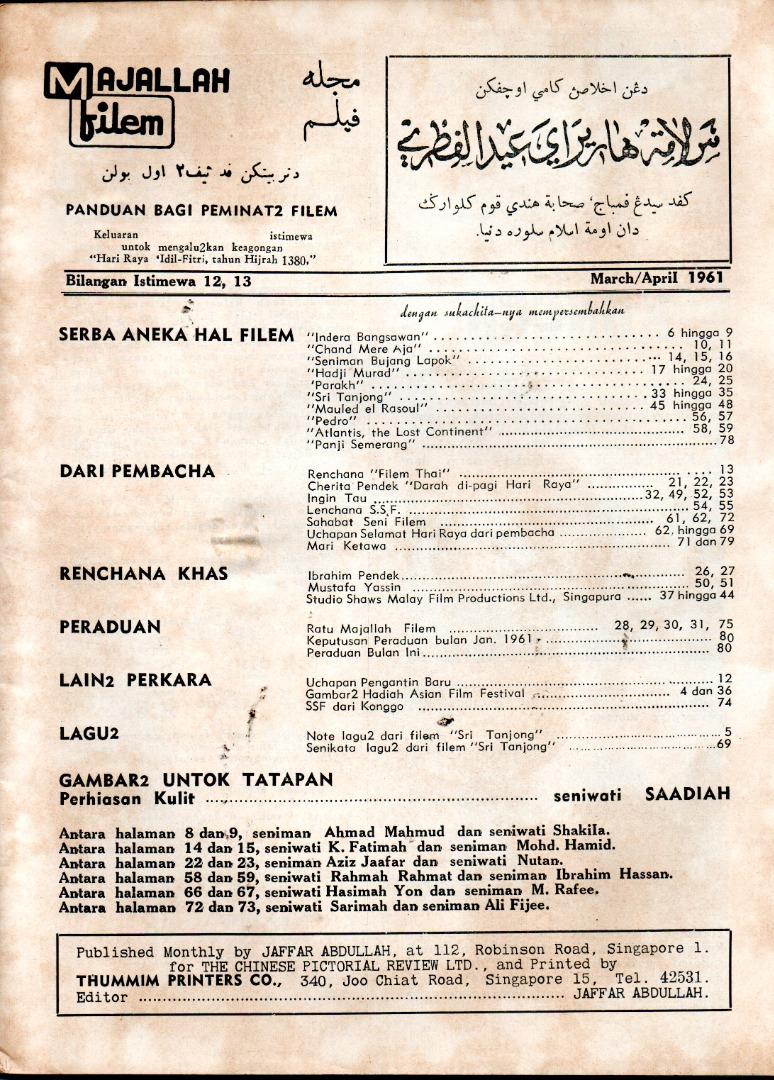 MAJALLAH
filem
مجله
فيلم
دتربيتكن ڤد تيڤ٢ اول بولن
PANDUAN BAGI PEMINAT2 FILEM
Keluaran istimewa
untok mengalu2kan keagongan
"Hari Raya 'Idil-Fitri, tahun Hijrah 1380,"
دڠن اخلاصڽ كامي اوچڤكن
سلامة هاري راي عيدالفطري
كڤد سيدڠ ڤمباچ، صحابة هندي قوم كلوارݢ
دان اومة اسلام سلوره دنيا.
Bilangan Istimewa 12, 13 March/April 1961
dengan sukachita-nya mempersembahkan
SERBA ANEKA HAL FILEM
"Indera Bangsawan" 6 hingga 9
"Chand Mere Aja" 10, 11
"Seniman Bujang Lapok" 14, 15, 16
"Hadji Murad" 17 hingga 20
"Parakh" 24, 25
"Sri Tanjong" 33 hingga 35
"Mauled el Rasoul" 45 hingga 48
"Pedro" 56, 57
"Atlantis, the Lost Continent" 58, 59
"Panji Semerang" 78
DARI PEMBACHA
Renchana "Filem Thai" 13
Cherita Pendek "Darah di-pagi Hari Raya" 21, 22, 23
Ingin Tau 32, 49, 52, 53
Lenchana S.S.F. 54, 55
Sahabat Seni Filem 61, 62, 72
Uchapan Selamat Hari Raya dari pembacha 62, hingga 69
Mari Ketawa 71 dan 79
RENCHANA KHAS
Ibrahim Pendek 26, 27
Mustafa Yassin 50, 51
Studio Shaws Malay Film Productions Ltd., Singapura 37 hingga 44
PERADUAN
Ratu Majallah Filem 28, 29, 30, 31, 75
Keputusan Peraduan bulan Jan. 1961 80
Peraduan Bulan Ini 80
LAIN2 PERKARA
Uchapan Pengantin Baru 12
Gambar2 Hadiah Asian Film Festival 4 dan 36
SSF dari Konggo 74
LAGU2
Note lagu2 dari filem "Sri Tanjong" 5
Senikata lagu2 dari filem "Sri Tanjong" 69
GAMBAR2 UNTOK TATAPAN
Perhiasan Kulit seniwati SAADIAH
Antara halaman 8 dan 9, seniman Ahmad Mahmud dan seniwati Shakila.
Antara halaman 14 dan 15, seniwati K. Fatimah dan seniman Mohd. Hamid.
Antara halaman 22 dan 23, seniman Aziz Jaafar dan seniwati Nutan.
Antara halaman 58 dan 59, seniwati Rahmah Rahmat dan seniman Ibrahim Hassan.
Antara halaman 66 dan 67, seniwati Hasimah Yon dan seniman M. Rafee.
Antara halaman 72 dan 73, seniwati Sarimah dan seniman Ali Fijee.
Published Monthly by JAFFAR ABDULLAH, at 112, Robinson Road, Singapore 1.
for THE CHINESE PICTORIAL REVIEW LTD., and Printed by
THUMMIM PRINTERS CO., 340, Joo Chiat Road, Singapore 15, Tel. 42531.
Editor JAFFAR ABDULLAH.